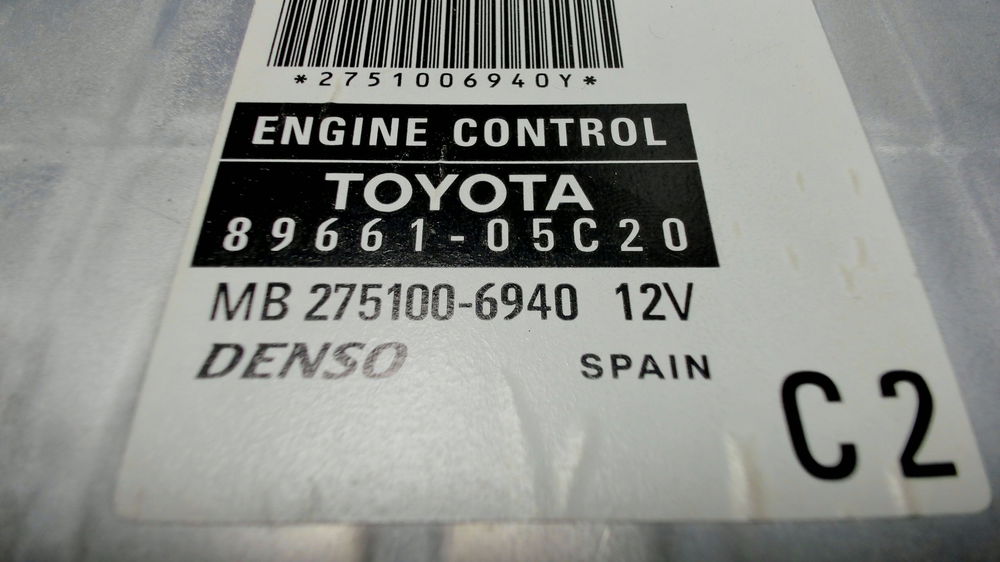 *2751006940Y*
ENGINE CONTROL
TOYOTA
89661-05C20
MB 275100-6940 12V
DENSO SPAIN
C2